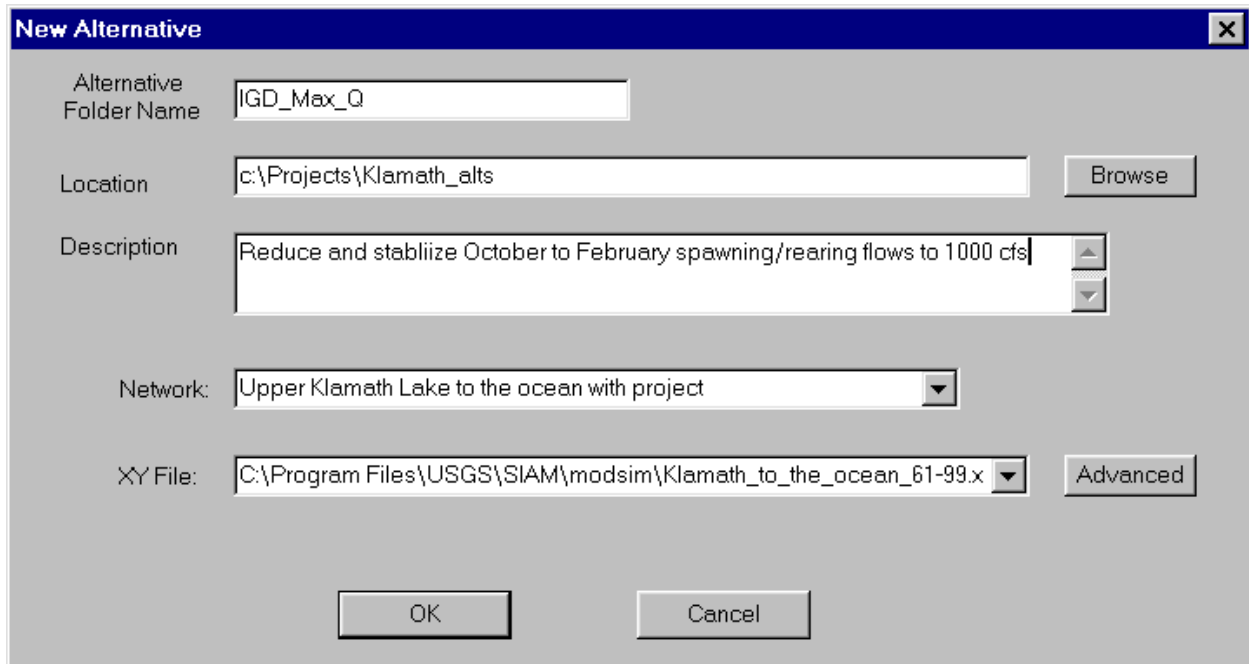 New Alternative
Alternative
Folder Name
IGD_Max_Q
Location
c:\Projects\Klamath_alts
Browse
Description
Reduce and stabliize October to February spawning/rearing flows to 1000 cfs
Network:
Upper Klamath Lake to the ocean with project
XY File:
C:\Program Files\USGS\SIAM\modsim\Klamath_to_the_ocean_61-99.x
Advanced
OK
Cancel